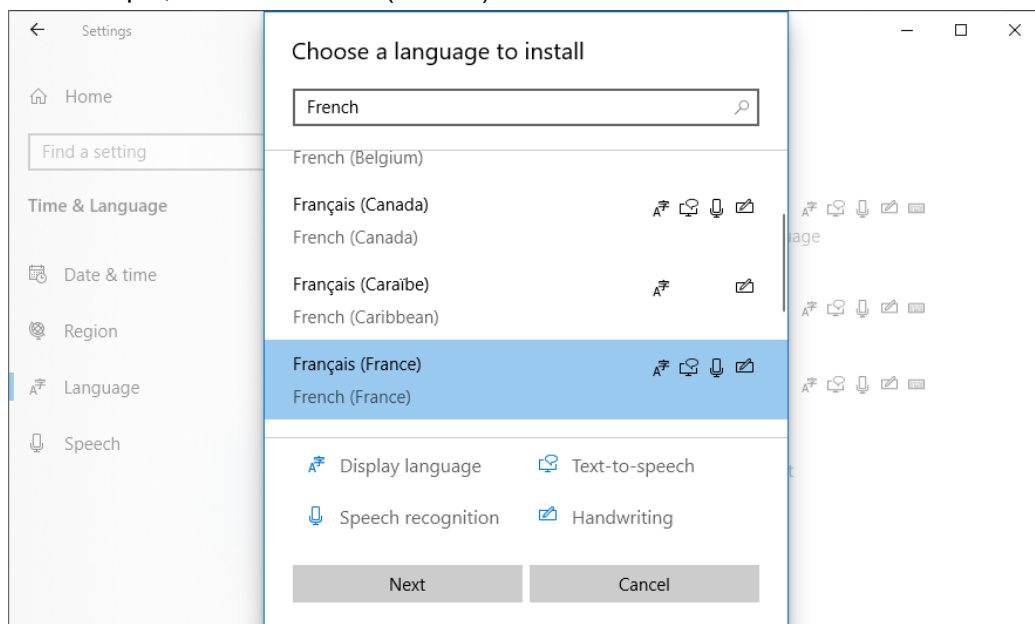 Settings
Choose a language to install
Home
French
Find a setting
French (Belgium)
Time & Language
Français (Canada)
French (Canada)
Date & time
Français (Caraïbe)
French (Caribbean)
Region
Français (France)
French (France)
Language
Speech
Display language
Text-to-speech
Speech recognition
Handwriting
Next
Cancel